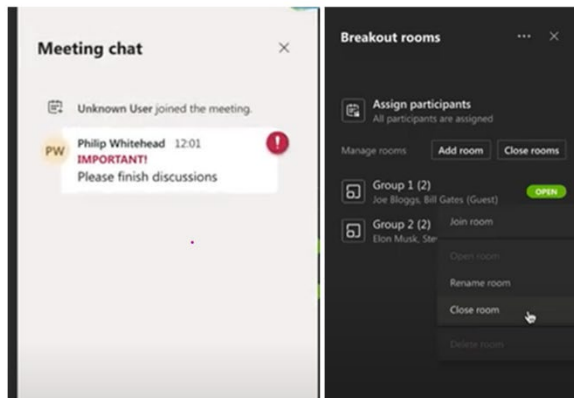 Meeting chat
Unknown User joined the meeting.
PW
Philip Whitehead 12:01
IMPORTANT!
Please finish discussions
Breakout rooms
Assign participants
All participants are assigned
Manage rooms Add room Close rooms
Group 1 (2) OPEN
Joe Bloggs, Bill Gates (Guest)
Group 2 (2)
Elon Musk, Ste
Join room
Open room
Rename room
Close room
Delete room